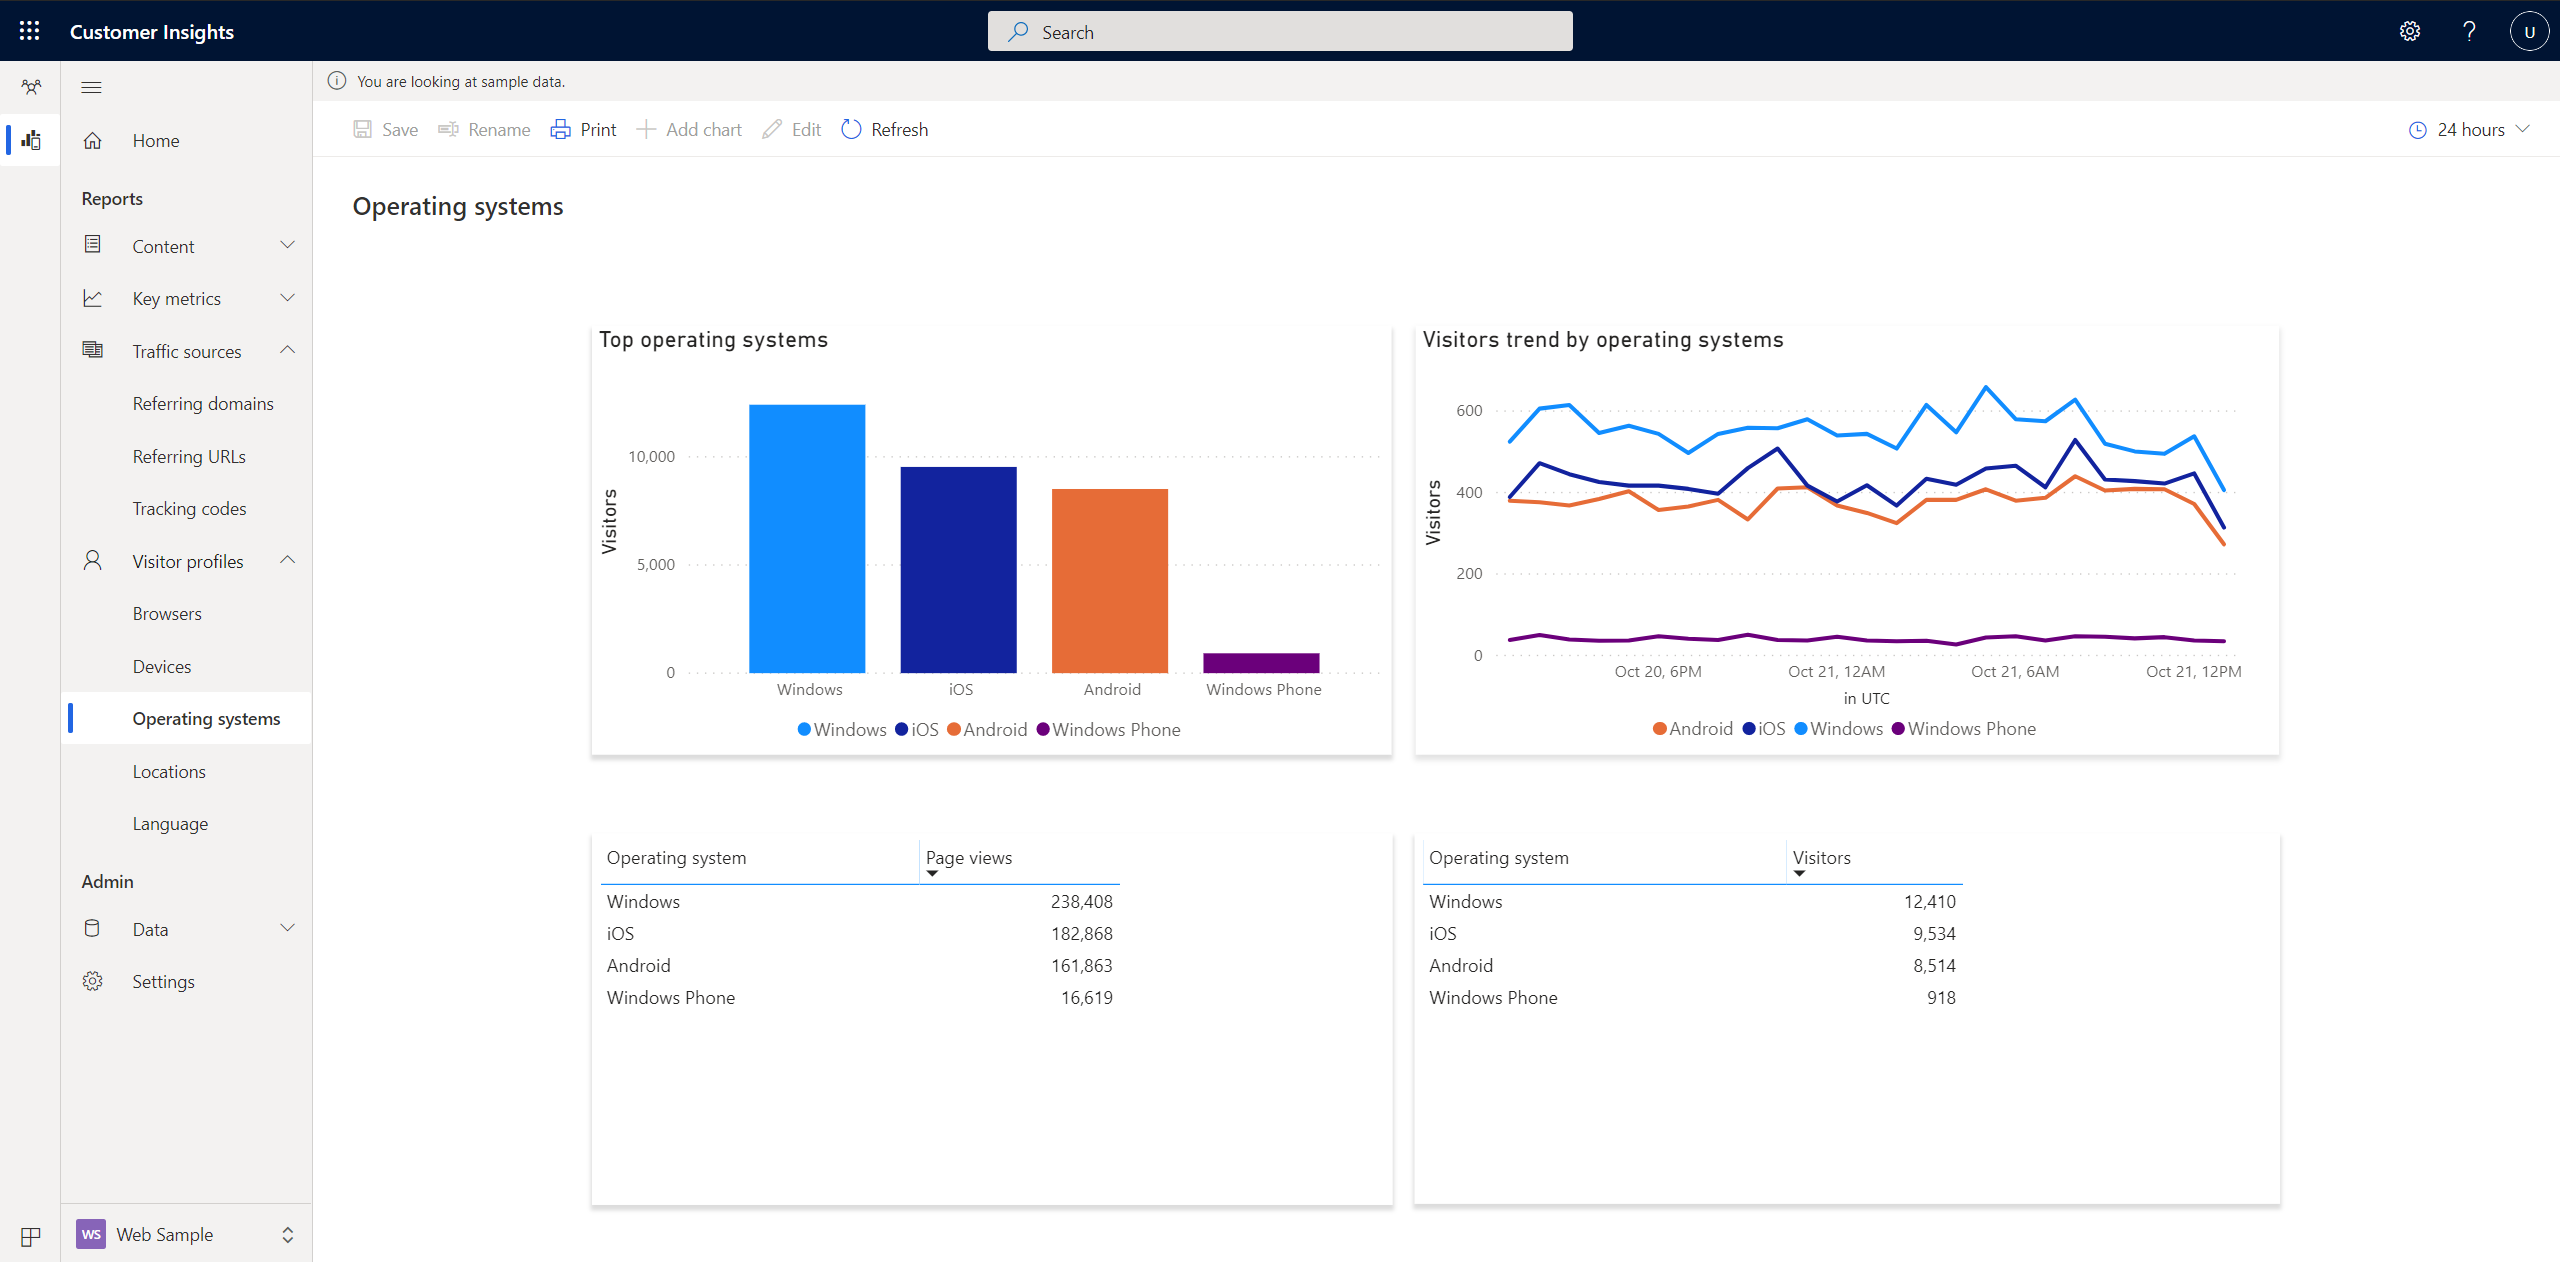 Customer Insights
Search
?
U
You are looking at sample data.
Save Rename Print Add chart Edit Refresh
24 hours
Home
Reports
Content
Key metrics
Traffic sources
Referring domains
Referring URLs
Tracking codes
Visitor profiles
Browsers
Devices
Operating systems
Locations
Language
Admin
Data
Settings
WS Web Sample
Operating systems
Top operating systems
Visitors
10,000
5,000
0
Windows iOS Android Windows Phone
Windows iOS Android Windows Phone
Visitors trend by operating systems
Visitors
600
400
200
0
Oct 20, 6PM Oct 21, 12AM Oct 21, 6AM Oct 21, 12PM
in UTC
Android iOS Windows Windows Phone
Operating system Page views
Windows 238,408
iOS 182,868
Android 161,863
Windows Phone 16,619
Operating system Visitors
Windows 12,410
iOS 9,534
Android 8,514
Windows Phone 918